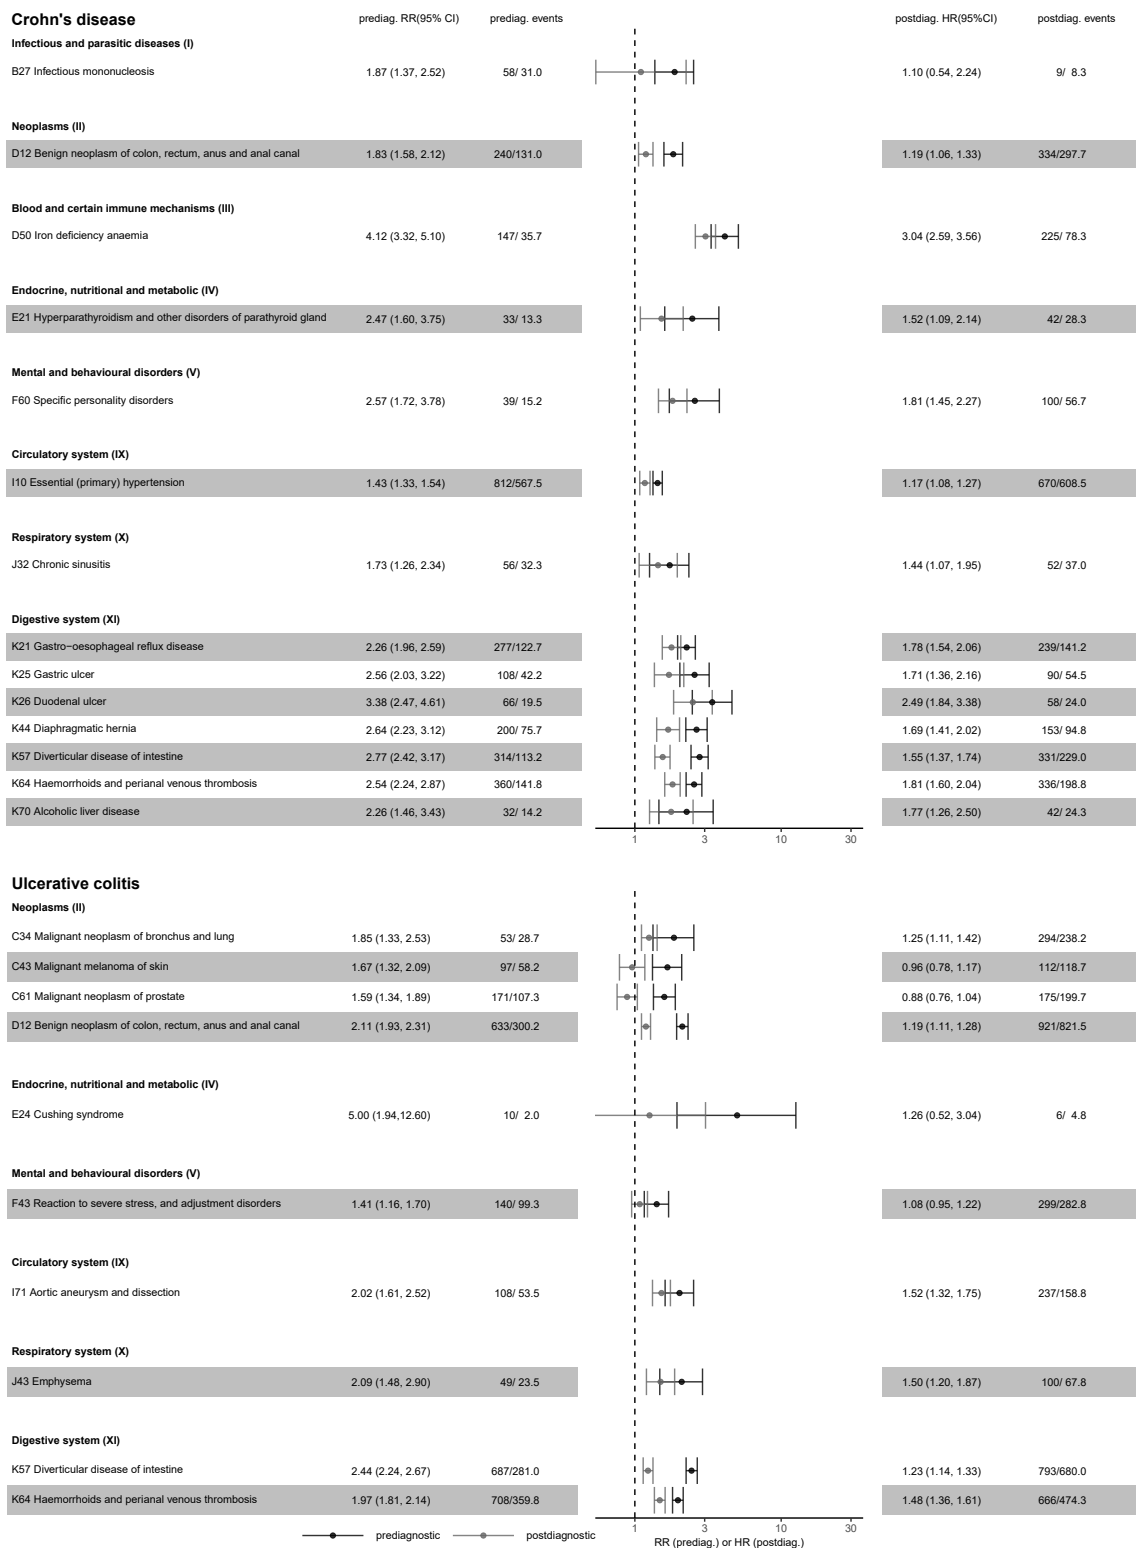 Crohn's disease prediag. RR(95% CI) prediag. events postdiag. HR(95%CI) postdiag. events
Infectious and parasitic diseases (I)
B27 Infectious mononucleosis 1.87 (1.37, 2.52) 58/ 31.0 1.10 (0.54, 2.24) 9/ 8.3
Neoplasms (II)
D12 Benign neoplasm of colon, rectum, anus and anal canal 1.83 (1.58, 2.12) 240/131.0 1.19 (1.06, 1.33) 334/297.7
Blood and certain immune mechanisms (III)
D50 Iron deficiency anaemia 4.12 (3.32, 5.10) 147/ 35.7 3.04 (2.59, 3.56) 225/ 78.3
Endocrine, nutritional and metabolic (IV)
E21 Hyperparathyroidism and other disorders of parathyroid gland 2.47 (1.60, 3.75) 33/ 13.3 1.52 (1.09, 2.14) 42/ 28.3
Mental and behavioural disorders (V)
F60 Specific personality disorders 2.57 (1.72, 3.78) 39/ 15.2 1.81 (1.45, 2.27) 100/ 56.7
Circulatory system (IX)
I10 Essential (primary) hypertension 1.43 (1.33, 1.54) 812/567.5 1.17 (1.08, 1.27) 670/608.5
Respiratory system (X)
J32 Chronic sinusitis 1.73 (1.26, 2.34) 56/ 32.3 1.44 (1.07, 1.95) 52/ 37.0
Digestive system (XI)
K21 Gastro−oesophageal reflux disease 2.26 (1.96, 2.59) 277/122.7 1.78 (1.54, 2.06) 239/141.2
K25 Gastric ulcer 2.56 (2.03, 3.22) 108/ 42.2 1.71 (1.36, 2.16) 90/ 54.5
K26 Duodenal ulcer 3.38 (2.47, 4.61) 66/ 19.5 2.49 (1.84, 3.38) 58/ 24.0
K44 Diaphragmatic hernia 2.64 (2.23, 3.12) 200/ 75.7 1.69 (1.41, 2.02) 153/ 94.8
K57 Diverticular disease of intestine 2.77 (2.42, 3.17) 314/113.2 1.55 (1.37, 1.74) 331/229.0
K64 Haemorrhoids and perianal venous thrombosis 2.54 (2.24, 2.87) 360/141.8 1.81 (1.60, 2.04) 336/198.8
K70 Alcoholic liver disease 2.26 (1.46, 3.43) 32/ 14.2 1.77 (1.26, 2.50) 42/ 24.3
1 3 10 30
Ulcerative colitis
Neoplasms (II)
C34 Malignant neoplasm of bronchus and lung 1.85 (1.33, 2.53) 53/ 28.7 1.25 (1.11, 1.42) 294/238.2
C43 Malignant melanoma of skin 1.67 (1.32, 2.09) 97/ 58.2 0.96 (0.78, 1.17) 112/118.7
C61 Malignant neoplasm of prostate 1.59 (1.34, 1.89) 171/107.3 0.88 (0.76, 1.04) 175/199.7
D12 Benign neoplasm of colon, rectum, anus and anal canal 2.11 (1.93, 2.31) 633/300.2 1.19 (1.11, 1.28) 921/821.5
Endocrine, nutritional and metabolic (IV)
E24 Cushing syndrome 5.00 (1.94,12.60) 10/ 2.0 1.26 (0.52, 3.04) 6/ 4.8
Mental and behavioural disorders (V)
F43 Reaction to severe stress, and adjustment disorders 1.41 (1.16, 1.70) 140/ 99.3 1.08 (0.95, 1.22) 299/282.8
Circulatory system (IX)
I71 Aortic aneurysm and dissection 2.02 (1.61, 2.52) 108/ 53.5 1.52 (1.32, 1.75) 237/158.8
Respiratory system (X)
J43 Emphysema 2.09 (1.48, 2.90) 49/ 23.5 1.50 (1.20, 1.87) 100/ 67.8
Digestive system (XI)
K57 Diverticular disease of intestine 2.44 (2.24, 2.67) 687/281.0 1.23 (1.14, 1.33) 793/680.0
K64 Haemorrhoids and perianal venous thrombosis 1.97 (1.81, 2.14) 708/359.8 1.48 (1.36, 1.61) 666/474.3
1 3 10 30
prediagnostic postdiagnostic RR (prediag.) or HR (postdiag.)